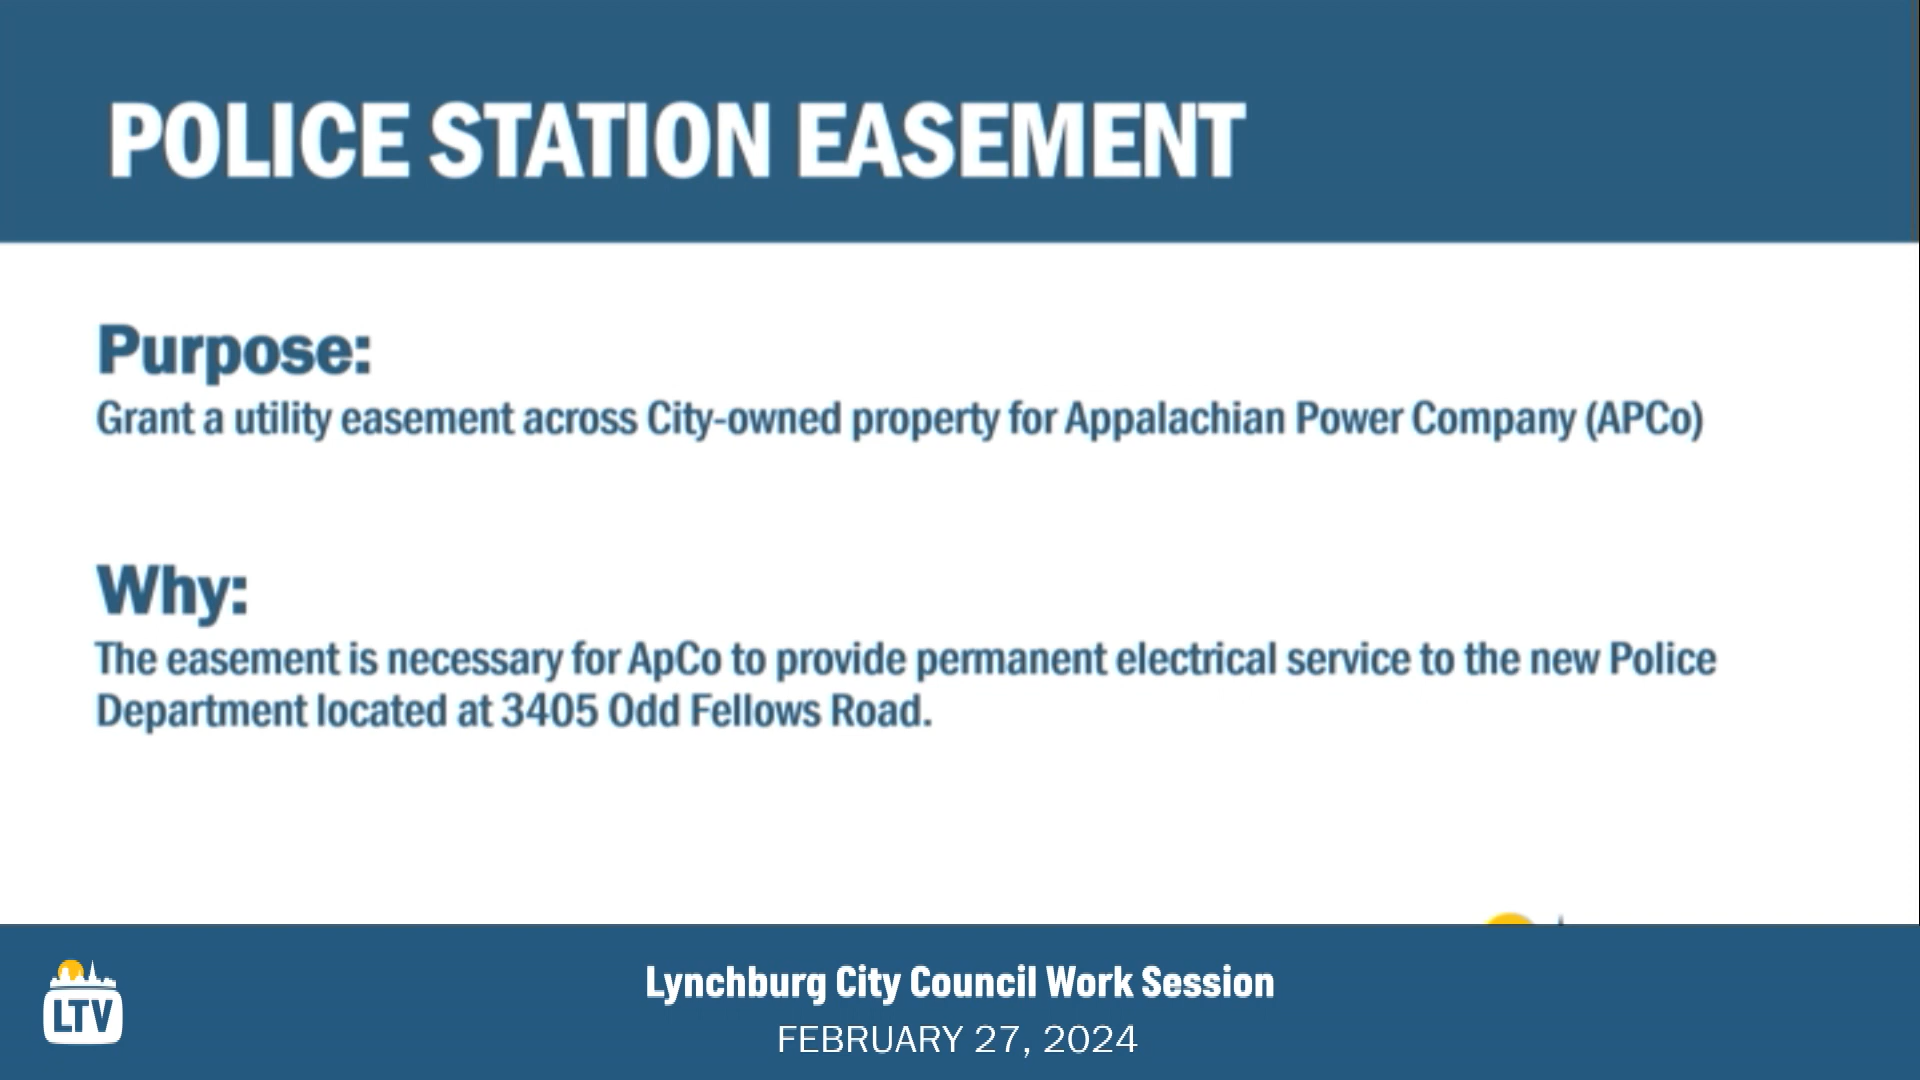 POLICE STATION EASEMENT
Purpose:
Grant a utility easement across City-owned property for Appalachian Power Company (APCo)
Why:
The easement is necessary for ApCo to provide permanent electrical service to the new Police
Department located at 3405 Odd Fellows Road.
LTV
Lynchburg City Council Work Session
FEBRUARY 27, 2024